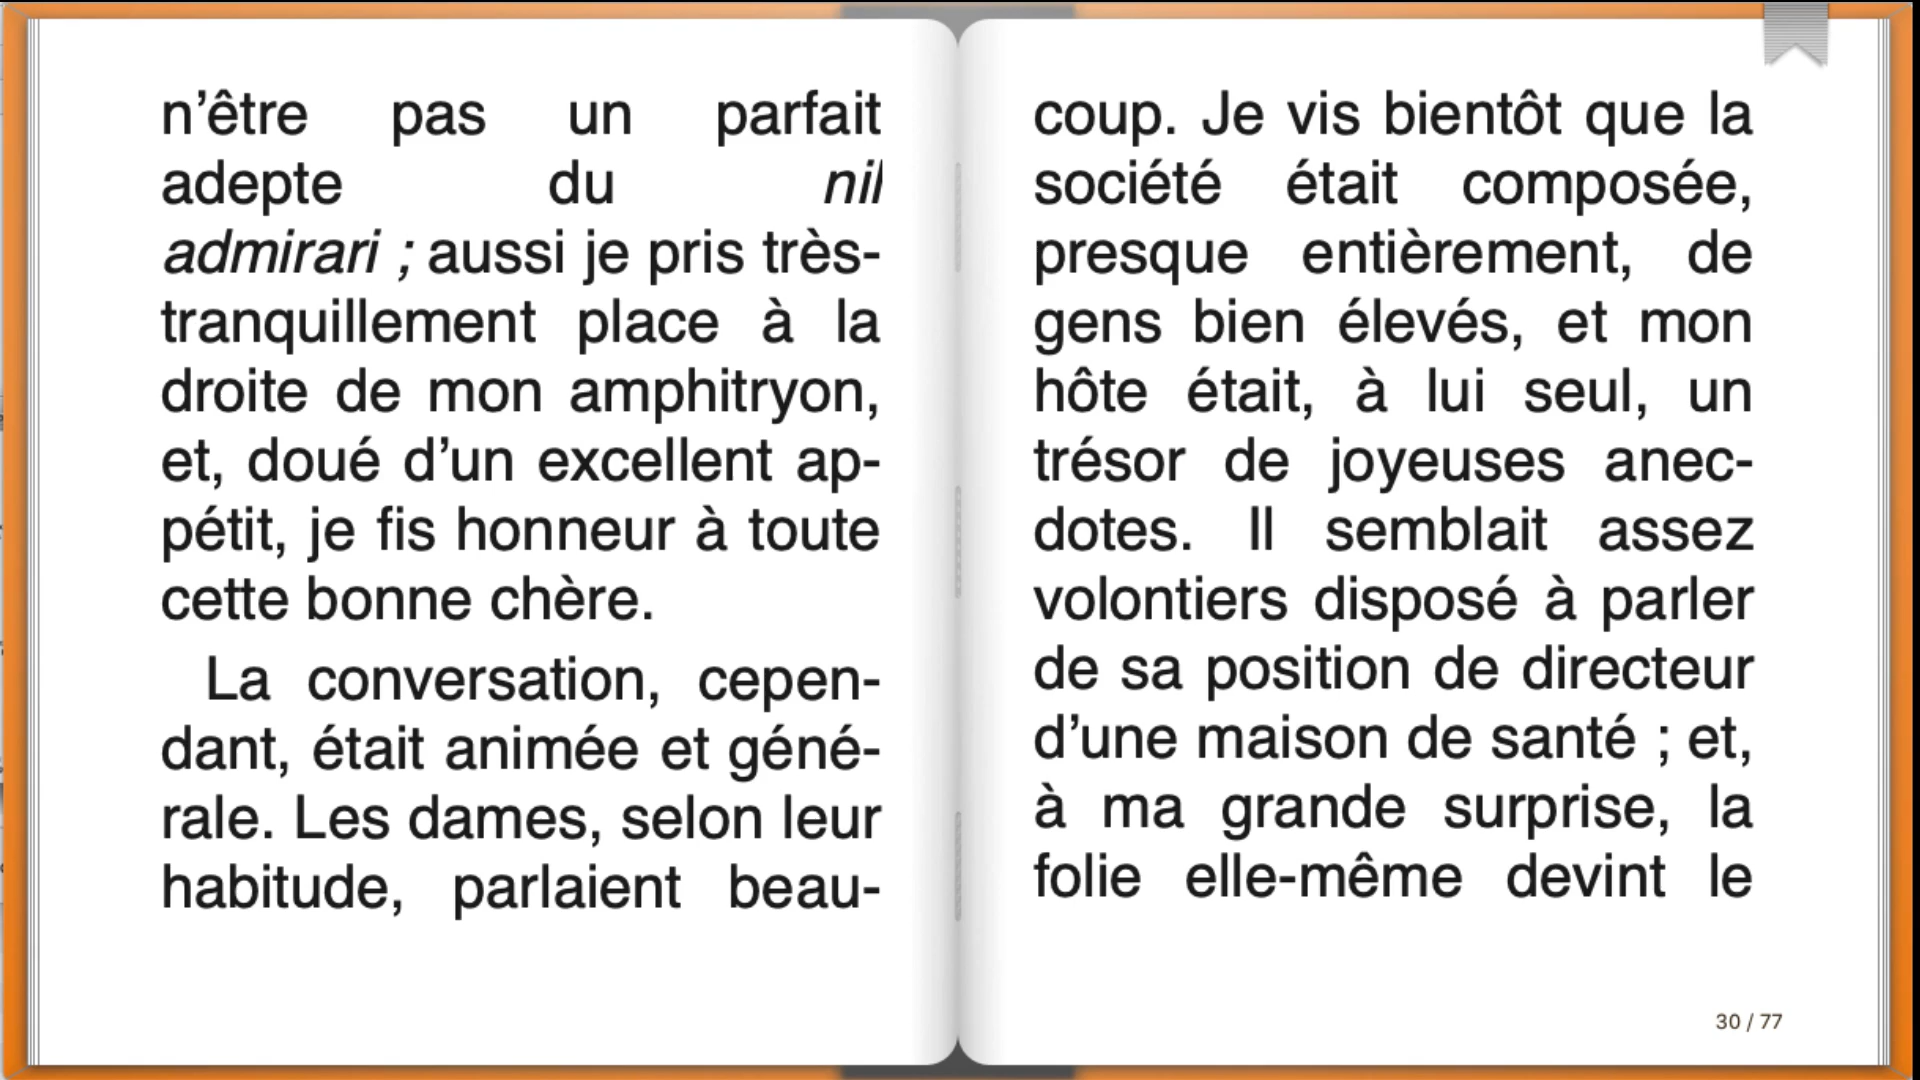 n’être pas un parfait
adepte du nil
admirari ; aussi je pris très-
tranquillement place à la
droite de mon amphitryon,
et, doué d’un excellent ap-
pétit, je fis honneur à toute
cette bonne chère.
La conversation, cepen-
dant, était animée et géné-
rale. Les dames, selon leur
habitude, parlaient beau-
coup. Je vis bientôt que la
société était composée,
presque entièrement, de
gens bien élevés, et mon
hôte était, à lui seul, un
trésor de joyeuses anec-
dotes. Il semblait assez
volontiers disposé à parler
de sa position de directeur
d’une maison de santé ; et,
à ma grande surprise, la
folie elle-même devint le
30 / 77